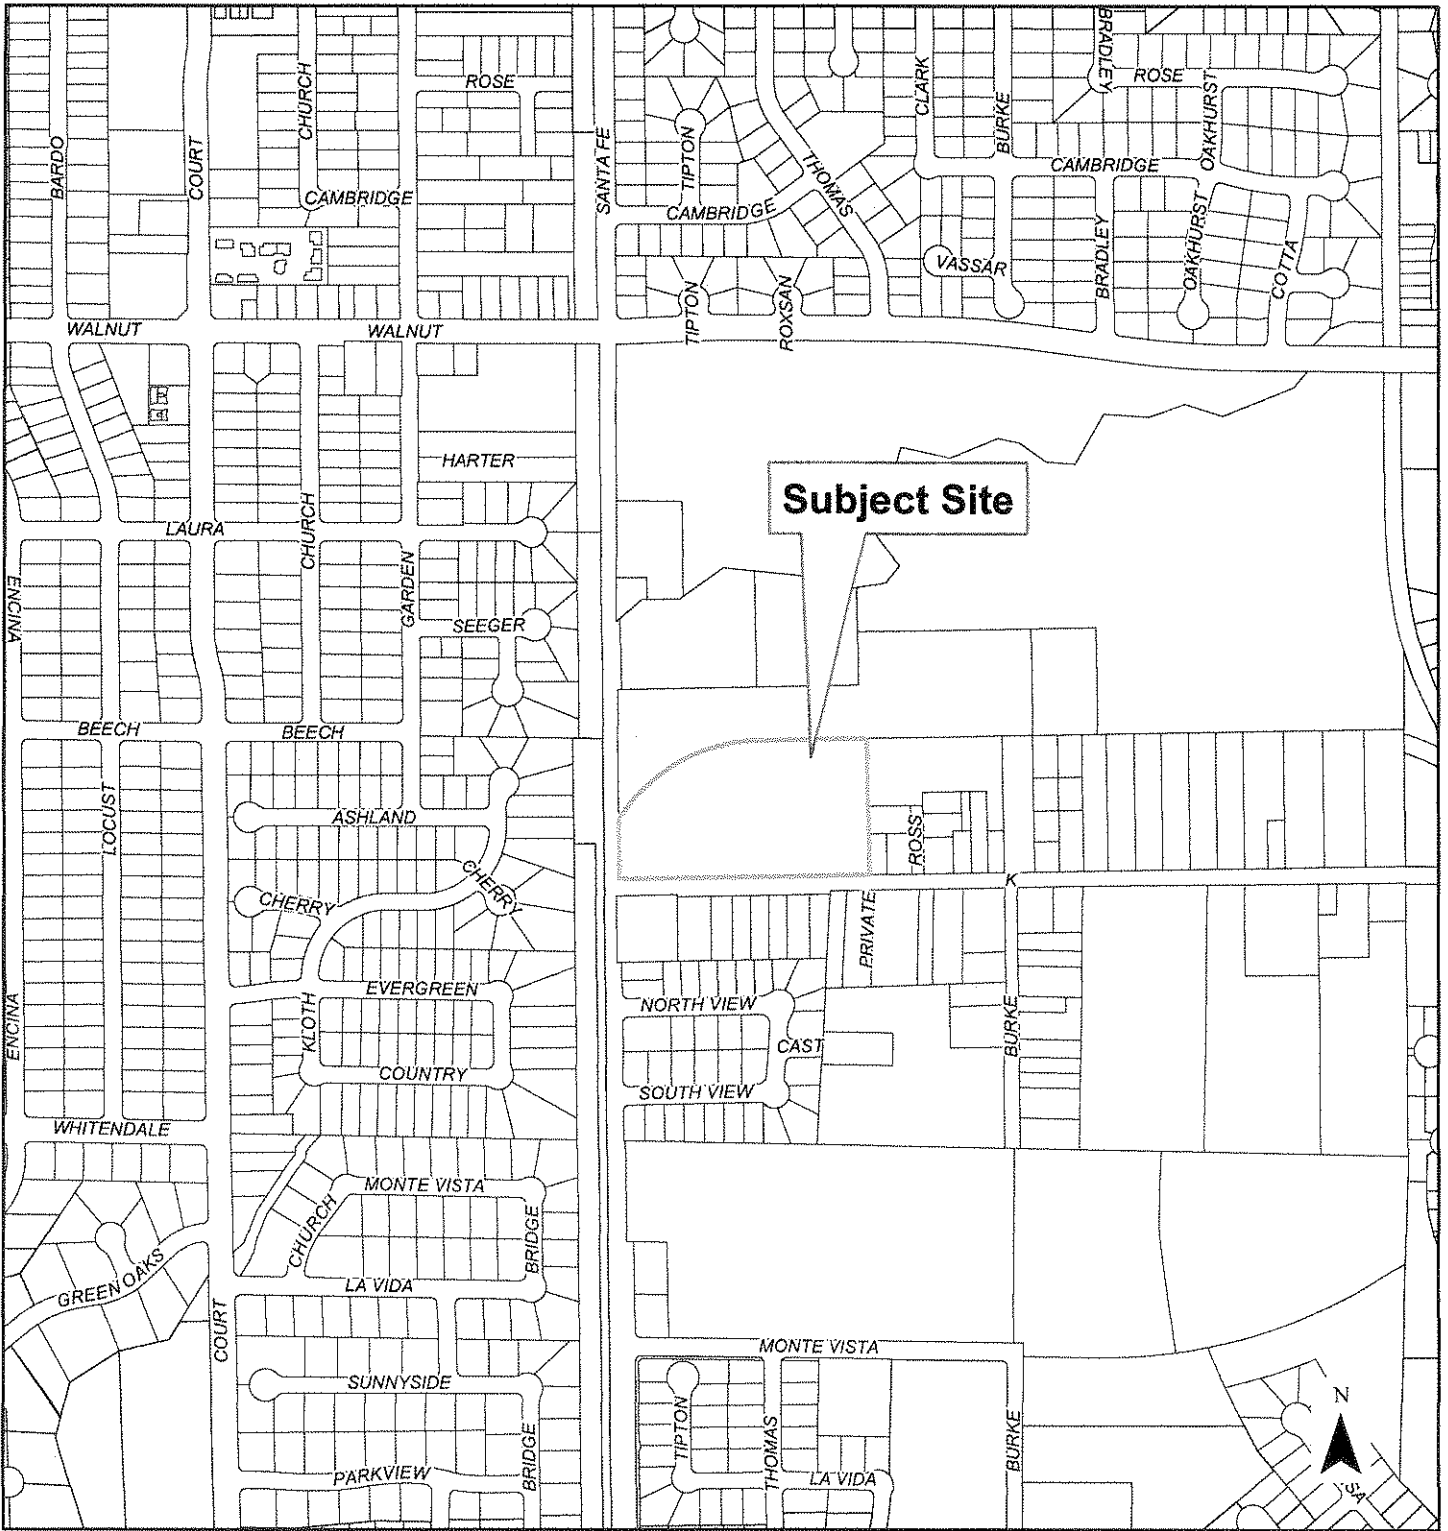 BRADLEY
ROSE
ROSE
CHURCH
CLARK
BURKE
OAKHURST
BARDO
COURT
SANTA FE
TIPTON
THOMAS
CAMBRIDGE
CAMBRIDGE
CAMBRIDGE
VASSAR
BRADLEY
OAKHURST
COTTA
TIPTON
ROXSAN
WALNUT
WALNUT
HARTER
Subject Site
LAURA
CHURCH
GARDEN
ENCINA
SEEGER
BEECH
BEECH
LOCUST
ASHLAND
ROSS
CHERRY
CHERRY
K
PRIVATE
EVERGREEN
NORTH VIEW
ENCINA
KLOTH
BURKE
CAST
COUNTRY
SOUTH VIEW
WHITENDALE
MONTE VISTA
CHURCH
BRIDGE
GREEN OAKS
LA VIDA
COURT
MONTE VISTA
SUNNYSIDE
N
TIPTON
THOMAS
BURKE
BRIDGE
PARKVIEW
LA VIDA